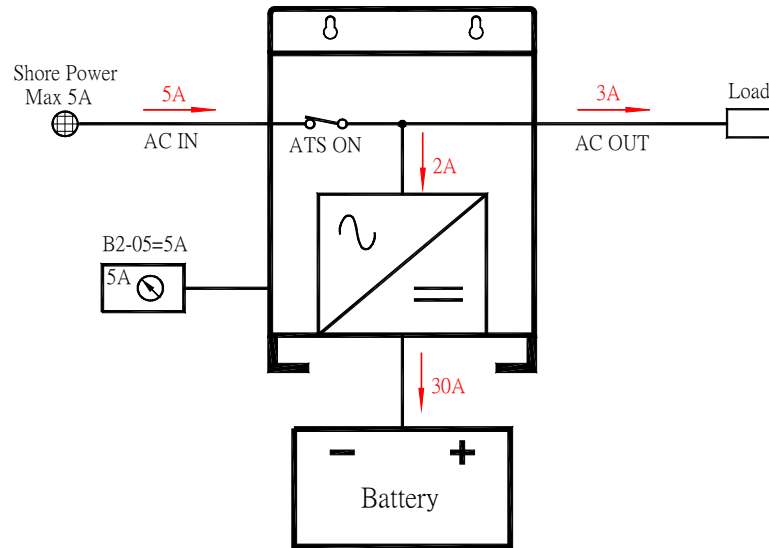 Shore Power
Max 5A
5A
AC IN
ATS ON
3A
AC OUT
Load
2A
B2-05=5A
5A
30A
Battery